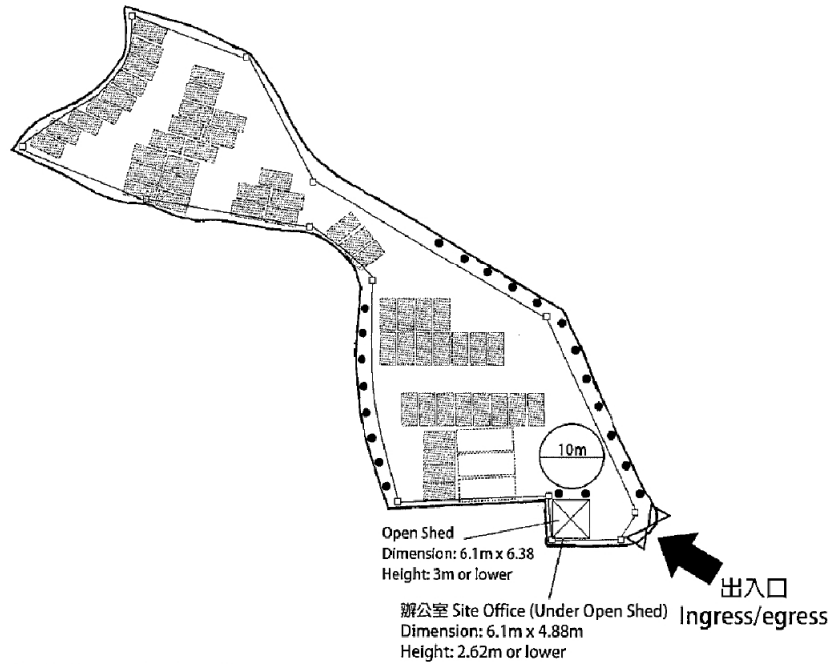 10m
Open Shed
Dimension: 6.1m x 6.38
Height: 3m or lower
出入口
Ingress/egress
辦公室 Site Office (Under Open Shed)
Dimension: 6.1m x 4.88m
Height: 2.62m or lower